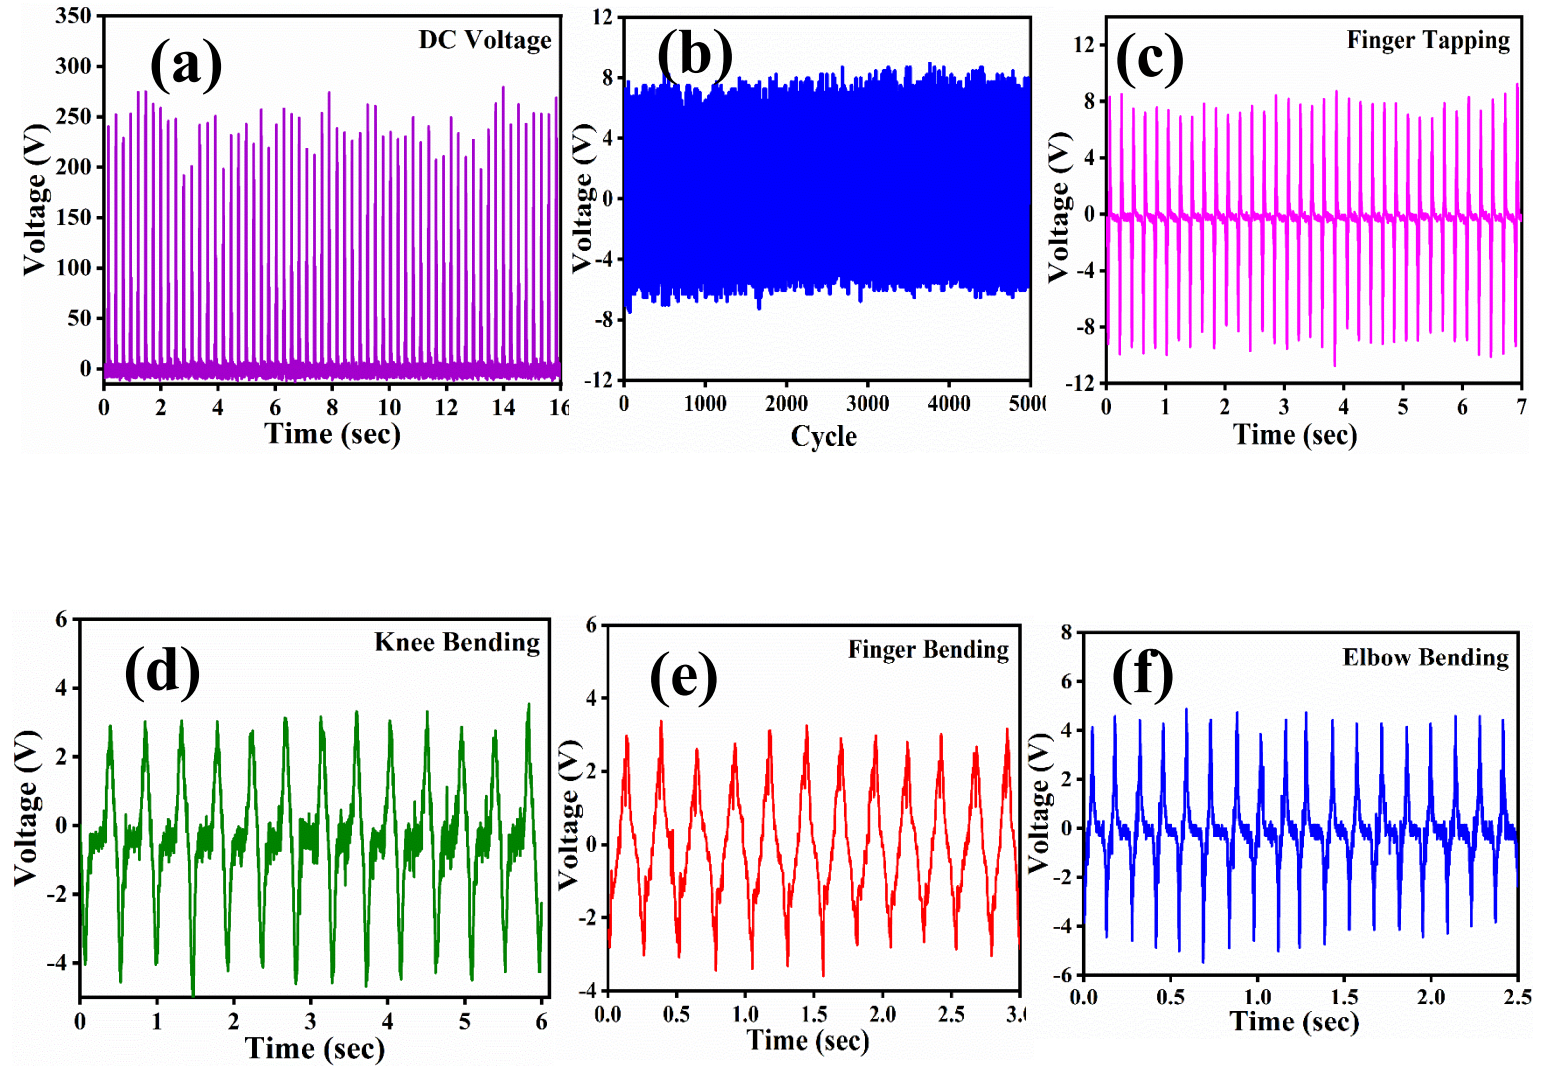 (a)
DC Voltage
Voltage (V)
350
300
250
200
150
100
50
0
0 2 4 6 8 10 12 14 16
Time (sec)
(b)
Voltage (V)
12
8
4
0
-4
-8
-12
0 1000 2000 3000 4000 5000
Cycle
(c)
Finger Tapping
Voltage (V)
12
8
4
0
-4
-8
-12
0 1 2 3 4 5 6 7
Time (sec)
(d)
Knee Bending
Voltage (V)
6
4
2
0
-2
-4
0 1 2 3 4 5 6
Time (sec)
(e)
Finger Bending
Voltage (V)
6
4
2
0
-2
-4
0.0 0.5 1.0 1.5 2.0 2.5 3.0
Time (sec)
(f)
Elbow Bending
Voltage (V)
8
6
4
2
0
-2
-4
-6
0.0 0.5 1.0 1.5 2.0 2.5
Time (sec)